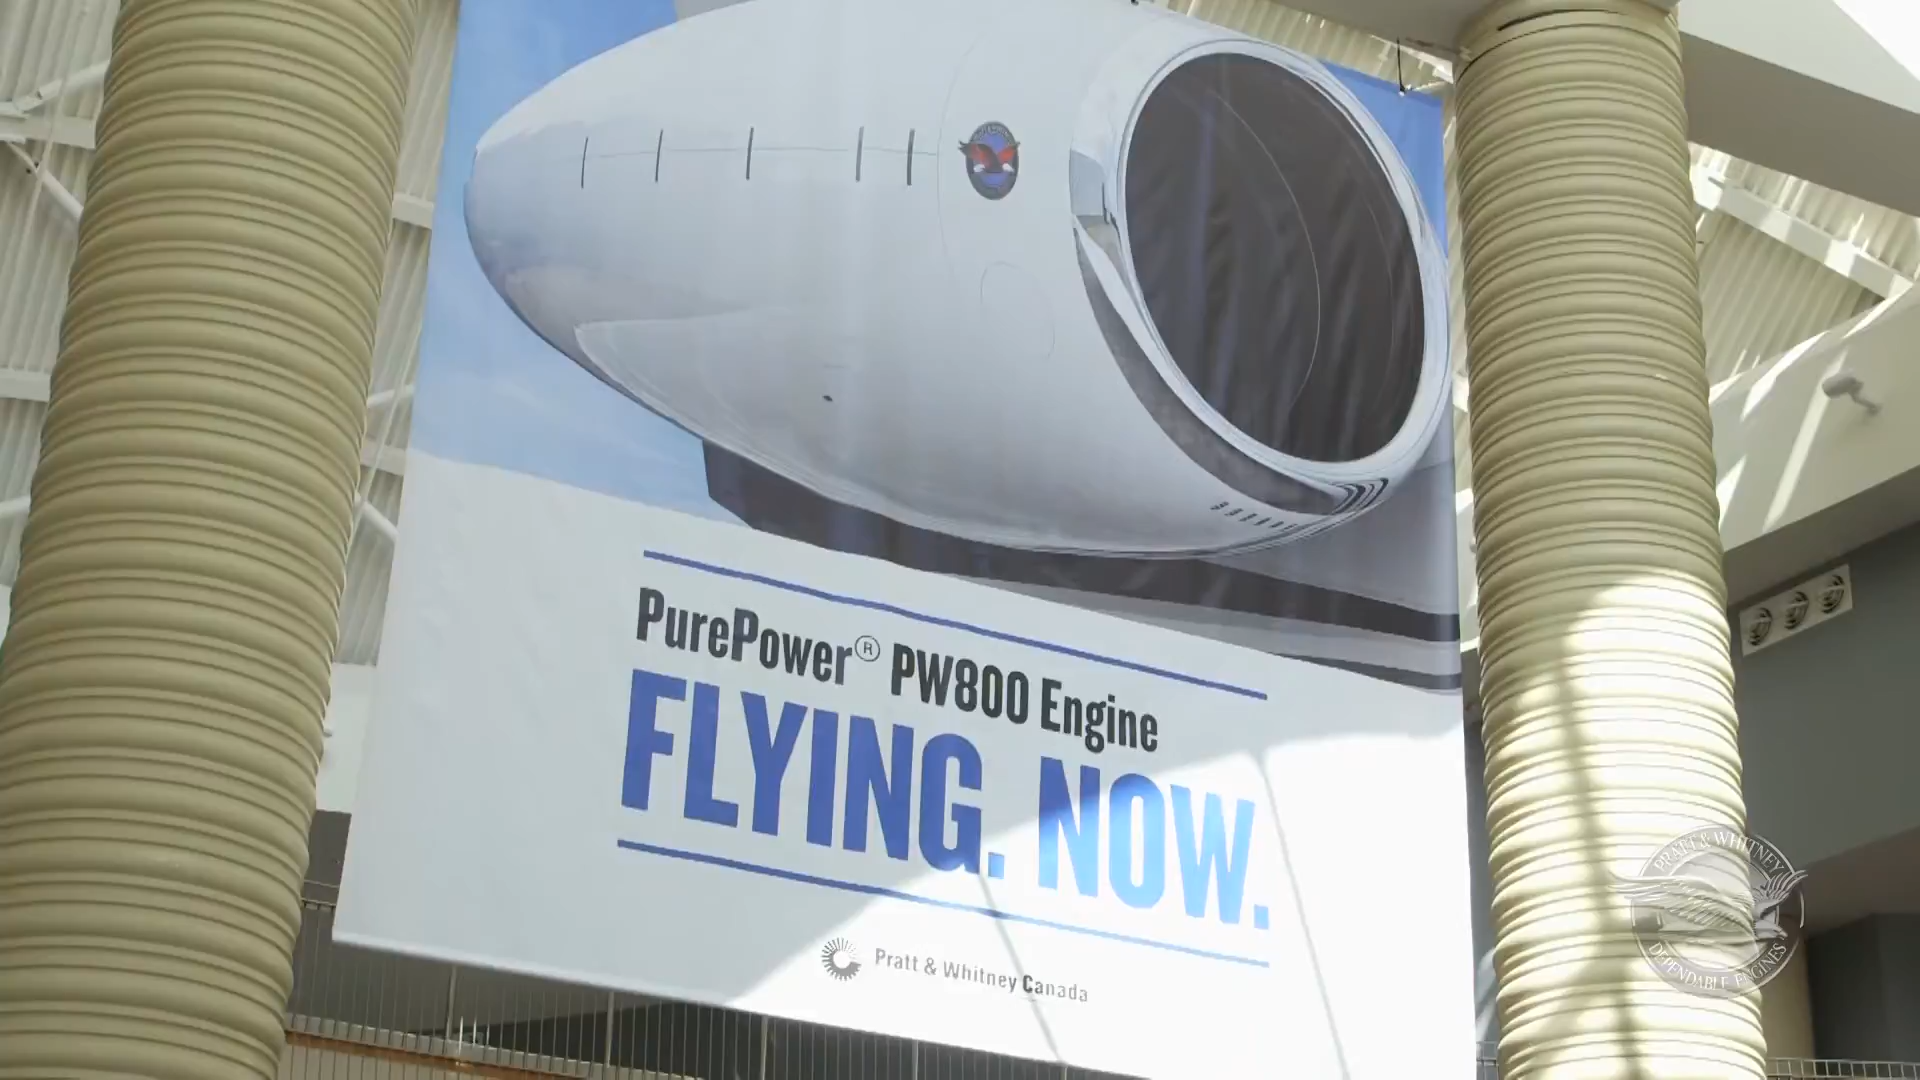 PurePower® PW800 Engine
FLYING. NOW.
Pratt & Whitney Canada
PRATT & WHITNEY
DEPENDABLE ENGINES